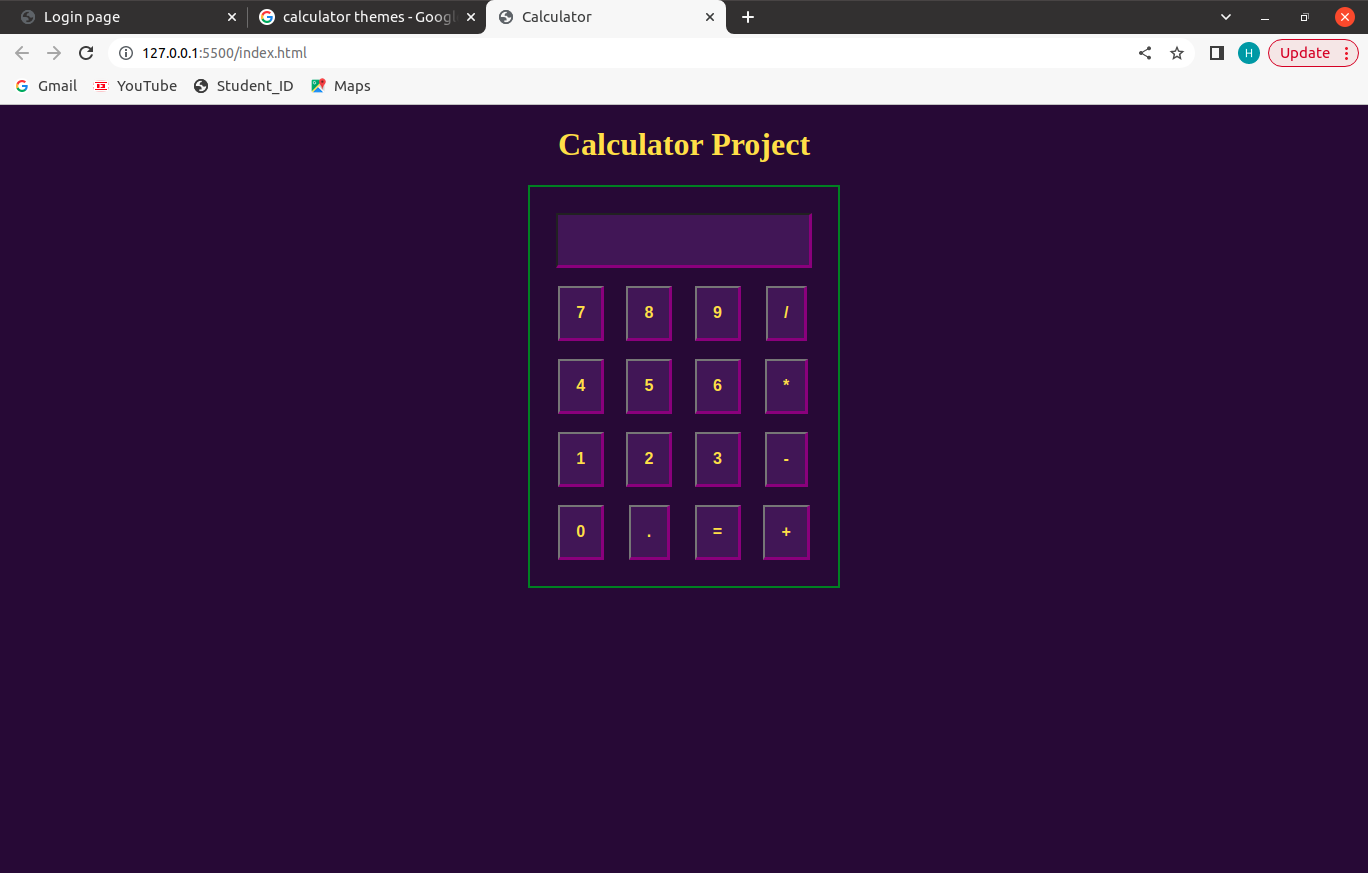 Login page
calculator themes - Googl
Calculator
127.0.0.1:5500/index.html
H
Update
Gmail
YouTube
Student_ID
Maps
Calculator Project
7 8 9 /
4 5 6 *
1 2 3 -
0 . = +